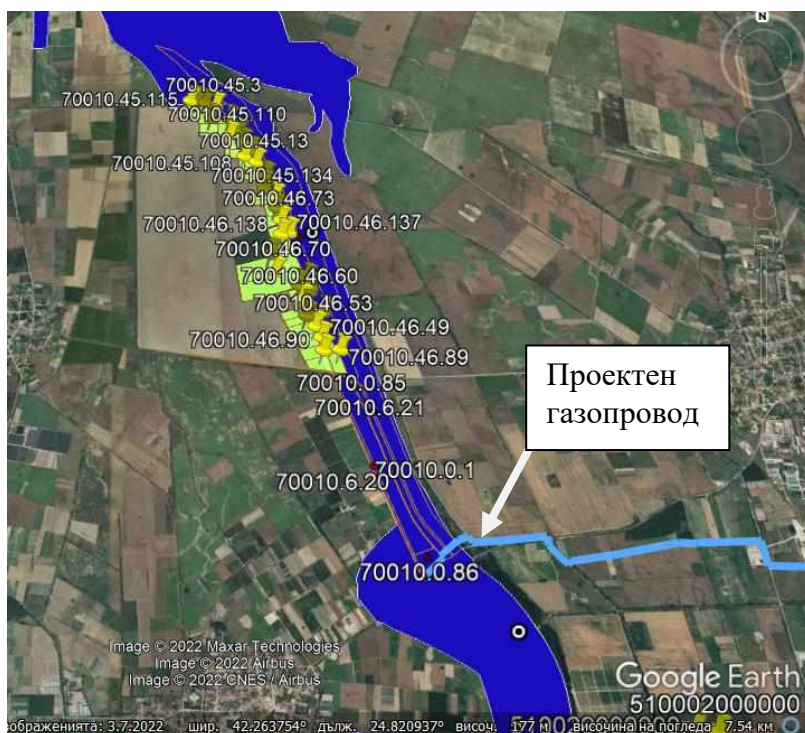 N
70010.45.3
70010.45.115
70010.45.110
70010.45.13
70010.45.108
70010.45.134
70010.46.73
70010.46.138
70010.46.137
70010.46.70
70010.46.60
70010.46.53
70010.46.49
70010.46.90
70010.46.89
70010.0.85
70010.6.21
Проектен
газопровод
70010.0.1
70010.6.20
70010.0.86
Image © 2022 Maxar Technologies
Image © 2022 Airbus
Image © 2022 CNES / Airbus
Google Earth
510002000000
ображенията: 3.7.2022 шир. 42.263754° дълж. 24.820937° височ. 177 м височина на погледа 7.54 км